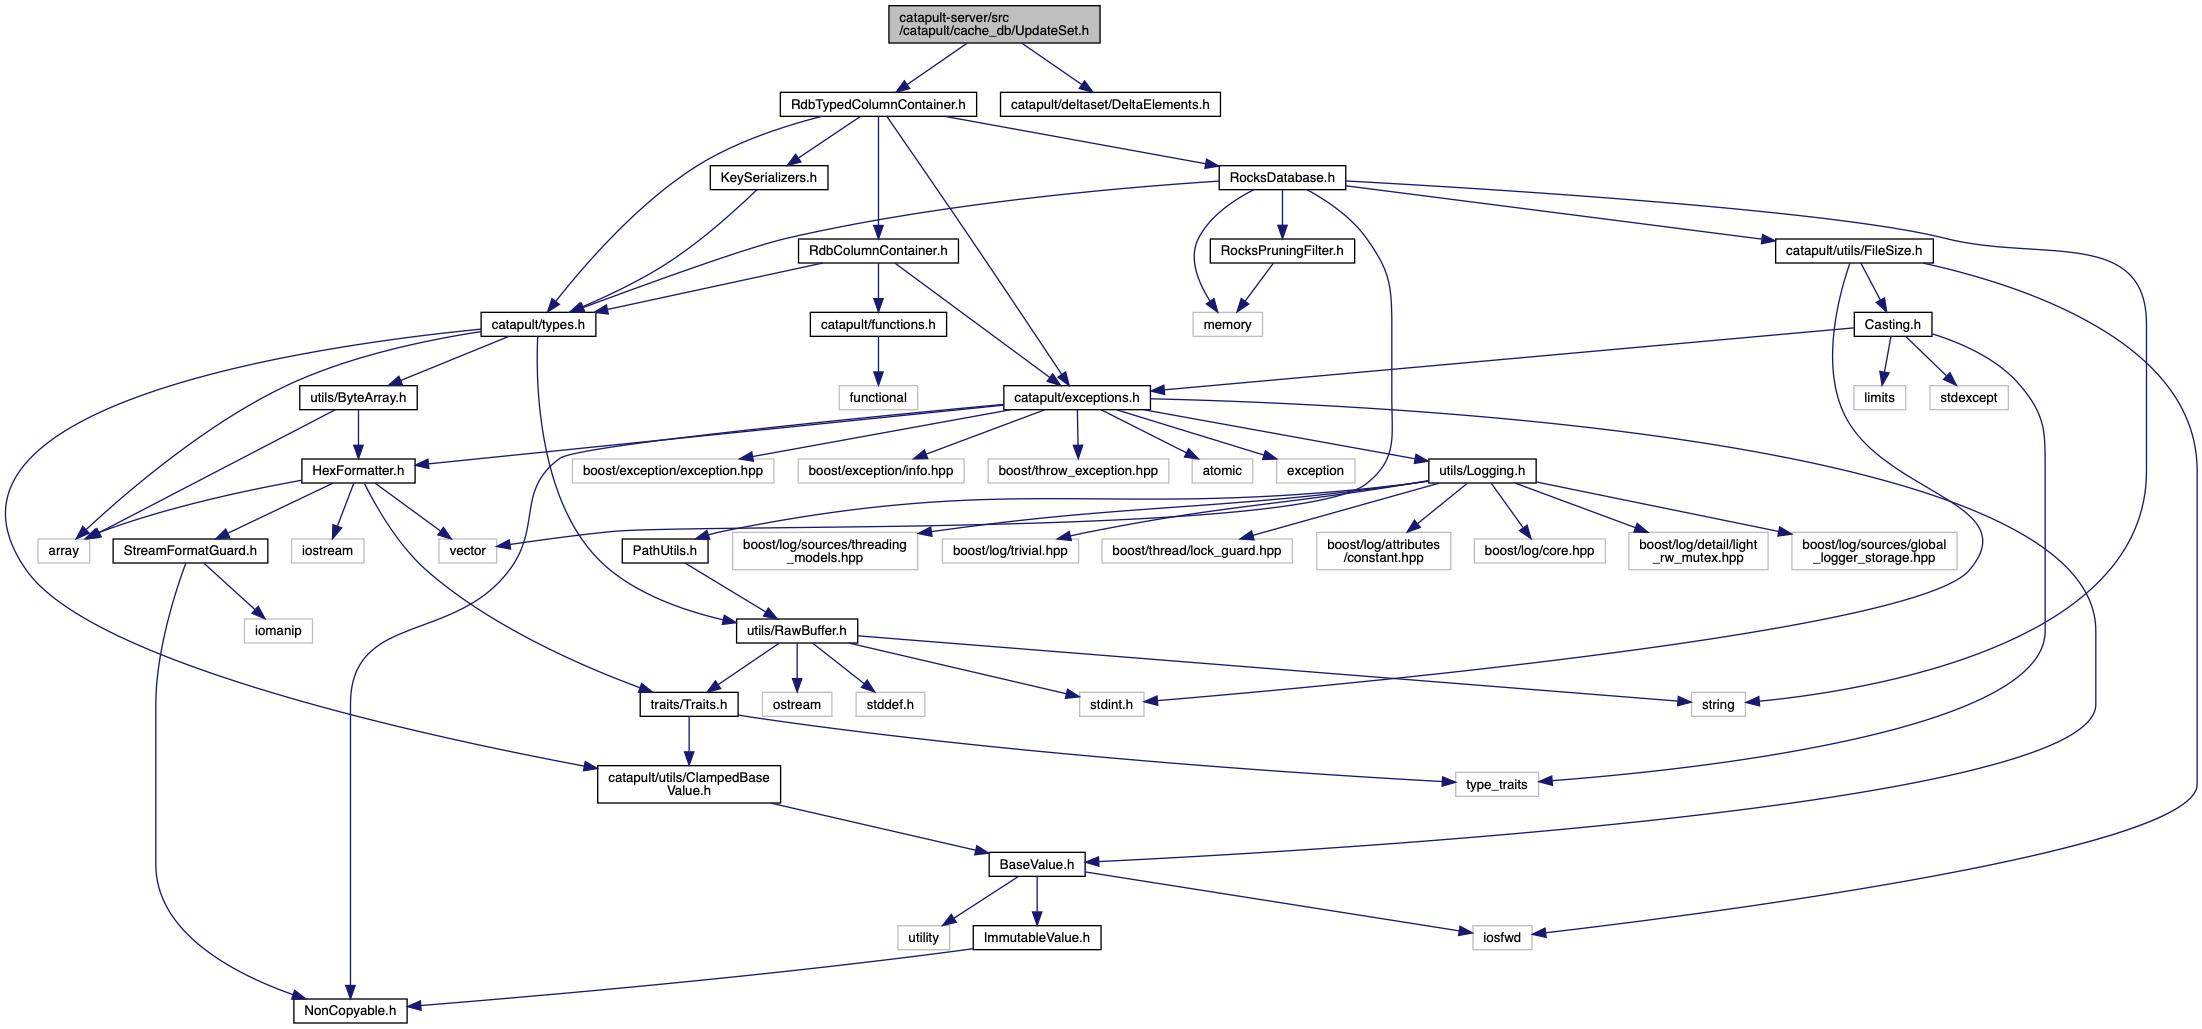 catapult-server/src
/catapult/cache_db/UpdateSet.h
RdbTypedColumnContainer.h
catapult/deltaset/DeltaElements.h
KeySerializers.h
RocksDatabase.h
RdbColumnContainer.h
RocksPruningFilter.h
catapult/utils/FileSize.h
catapult/types.h
catapult/functions.h
memory
Casting.h
utils/ByteArray.h
functional
catapult/exceptions.h
limits
stdexcept
HexFormatter.h
boost/exception/exception.hpp
boost/exception/info.hpp
boost/throw_exception.hpp
atomic
exception
utils/Logging.h
array
StreamFormatGuard.h
iostream
vector
PathUtils.h
boost/log/sources/threading
_models.hpp
boost/log/trivial.hpp
boost/thread/lock_guard.hpp
boost/log/attributes
/constant.hpp
boost/log/core.hpp
boost/log/detail/light
_rw_mutex.hpp
boost/log/sources/global
_logger_storage.hpp
iomanip
utils/RawBuffer.h
traits/Traits.h
ostream
stddef.h
stdint.h
string
catapult/utils/ClampedBase
Value.h
type_traits
BaseValue.h
utility
ImmutableValue.h
iosfwd
NonCopyable.h